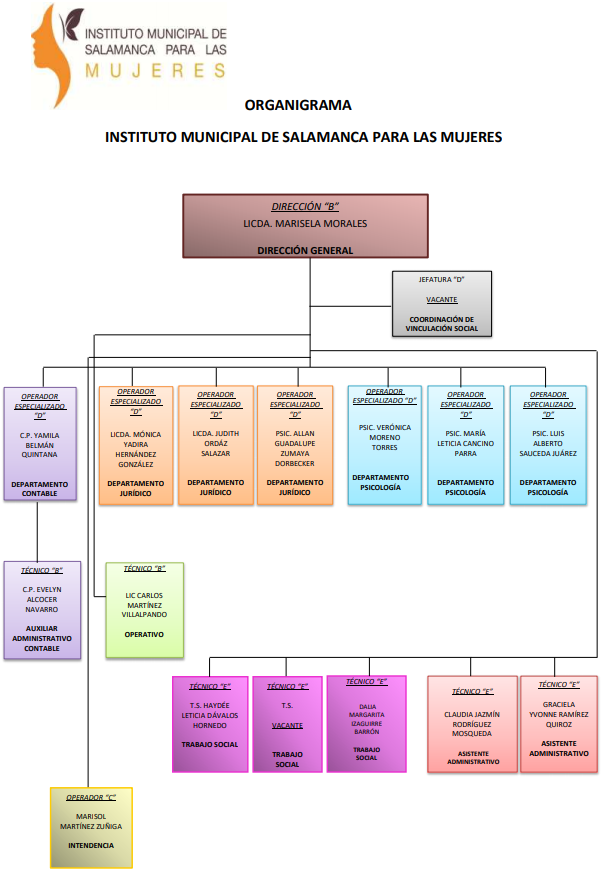 INSTITUTO MUNICIPAL DE
SALAMANCA PARA LAS
MUJERES
ORGANIGRAMA
INSTITUTO MUNICIPAL DE SALAMANCA PARA LAS MUJERES
DIRECCIÓN "B"
LICDA. MARISELA MORALES
DIRECCIÓN GENERAL
JEFATURA "D"
VACANTE
COORDINACIÓN DE
VINCULACIÓN SOCIAL
OPERADOR
ESPECIALIZADO
"D"
C.P. YAMILA
BELMÁN
QUINTANA
DEPARTAMENTO
CONTABLE
OPERADOR
ESPECIALIZADO
"D"
LICDA. MÓNICA
YADIRA
HERNÁNDEZ
GONZÁLEZ
DEPARTAMENTO
JURÍDICO
OPERADOR
ESPECIALIZADO
"D"
LICDA. JUDITH
ORDÁZ
SALAZAR
DEPARTAMENTO
JURÍDICO
OPERADOR
ESPECIALIZADO
"D"
PSIC. ALLAN
GUADALUPE
ZUMAYA
DORBECKER
DEPARTAMENTO
JURÍDICO
OPERADOR
ESPECIALIZADO "D"
PSIC. VERÓNICA
MORENO
TORRES
DEPARTAMENTO
PSICOLOGÍA
OPERADOR
ESPECIALIZADO
"D"
PSIC. MARÍA
LETICIA CANCINO
PARRA
DEPARTAMENTO
PSICOLOGÍA
OPERADOR
ESPECIALIZADO
"D"
PSIC. LUIS
ALBERTO
SAUCEDA JUÁREZ
DEPARTAMENTO
PSICOLOGÍA
TÉCNICO "B"
C.P. EVELYN
ALCOCER
NAVARRO
AUXILIAR
ADMINISTRATIVO
CONTABLE
TÉCNICO "B"
LIC CARLOS
MARTÍNEZ
VILLALPANDO
OPERATIVO
TÉCNICO "E"
T.S. HAYDÉE
LETICIA DÁVALOS
HORNEDO
TRABAJO SOCIAL
TÉCNICO "E"
T.S.
VACANTE
TRABAJO
SOCIAL
TÉCNICO "E"
DALIA
MARGARITA
IZAGUIRRE
BARRÓN
TRABAJO
SOCIAL
TÉCNICO "E"
CLAUDIA JAZMÍN
RODRÍGUEZ
MOSQUEDA
ASISTENTE
ADMINISTRATIVO
TÉCNICO "E"
GRACIELA
YVONNE RAMÍREZ
QUIROZ
ASISTENTE
ADMINISTRATIVO
OPERADOR "C"
MARISOL
MARTÍNEZ ZUÑIGA
INTENDENCIA